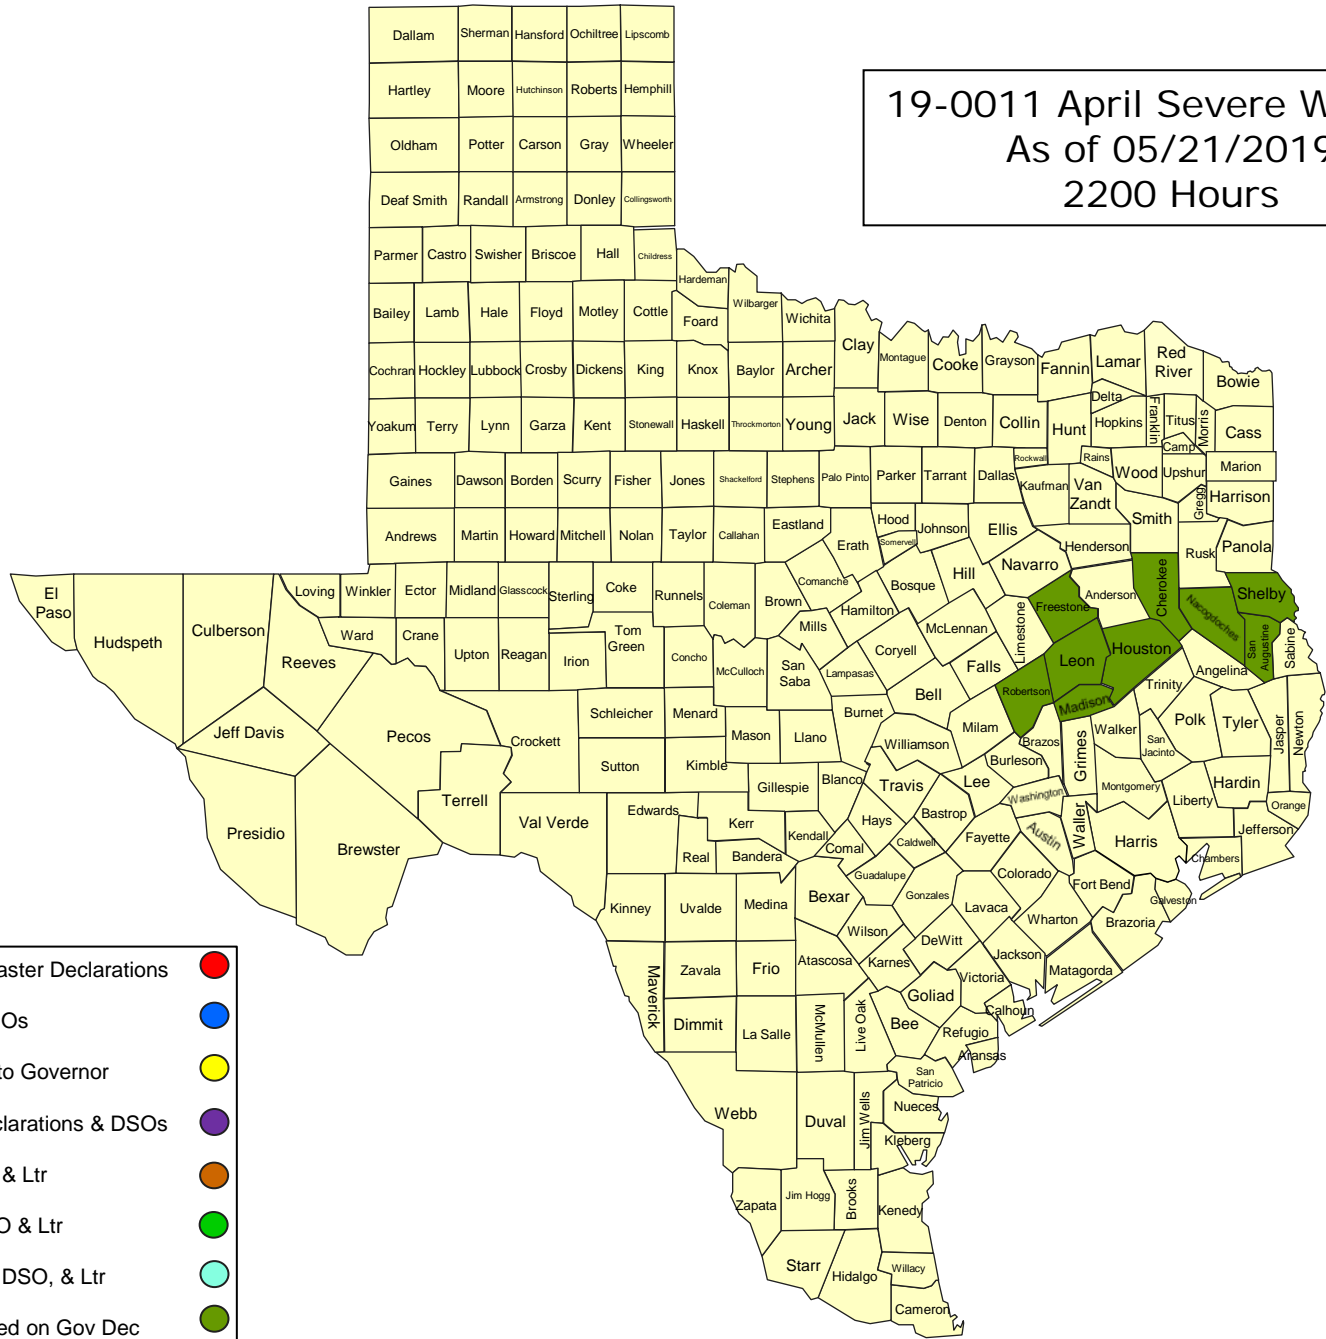 Dallam Sherman Hansford Ochiltree Lipscomb
Hartley Moore Hutchinson Roberts Hemphill
19-0011 April Severe W
As of 05/21/2019
2200 Hours
Oldham Potter Carson Gray Wheeler
Deaf Smith Randall Armstrong Donley Collingsworth
Parmer Castro Swisher Briscoe Hall Childress
Hardeman
Wilbarger
Bailey Lamb Hale Floyd Motley Cottle Foard Wichita
Clay Montague Cooke Grayson Fannin Lamar
Red
River
Bowie
Cochran Hockley Lubbock Crosby Dickens King Knox Baylor Archer
Delta
Yoakum Terry Lynn Garza Kent Stonewall Haskell Throckmorton Young Jack Wise Denton Collin Hunt Hopkins Franklin Titus Morris Cass
Camp
Rockwall Rains Wood Upshur Marion
Gaines Dawson Borden Scurry Fisher Jones Shackelford Stephens Palo Pinto Parker Tarrant Dallas Kaufman
Van
Zandt
Gregg Harrison
Andrews Martin Howard Mitchell Nolan Taylor Callahan Eastland Erath Hood Somervell Johnson Ellis Henderson Smith Rusk Panola
El
Paso
Hudspeth Culberson Loving Winkler Ector Midland Glasscock Sterling Coke Runnels Coleman Brown Comanche Hamilton Bosque Hill Navarro Freestone Anderson Cherokee Nacogdoches Shelby
Reeves Ward Crane Upton Reagan Irion
Tom
Green
Concho McCulloch
San
Saba
Mills Lampasas Coryell McLennan Limestone Falls Leon Houston Angelina
San
Augustine
Sabine
Jeff Davis Pecos Crockett Schleicher Menard Mason Llano Burnet Bell Milam Robertson Madison Trinity
Walker
San
Jacinto
Polk Tyler Jasper Newton
Presidio Brewster Terrell Val Verde Sutton Kimble Gillespie Blanco Williamson Travis Lee Burleson Brazos Grimes Washington Montgomery Liberty Hardin Orange
Edwards Kerr Kendall Hays Bastrop Caldwell Fayette Austin Waller Harris Jefferson Chambers
Real Bandera Comal Guadalupe Gonzales Colorado Fort Bend Galveston
Kinney Uvalde Medina Bexar Wilson Lavaca Wharton Brazoria
Maverick Zavala Frio Atascosa Karnes DeWitt Jackson Matagorda
Dimmit La Salle McMullen Live Oak Bee Goliad Victoria Calhoun
Refugio
Aransas
San
Patricio
Webb Duval Jim Wells Nueces
Kleberg
Zapata Jim Hogg Brooks Kenedy
Starr Hidalgo Willacy
Cameron
aster Declarations
Os
to Governor
clarations & DSOs
& Ltr
O & Ltr
DSO, & Ltr
ed on Gov Dec